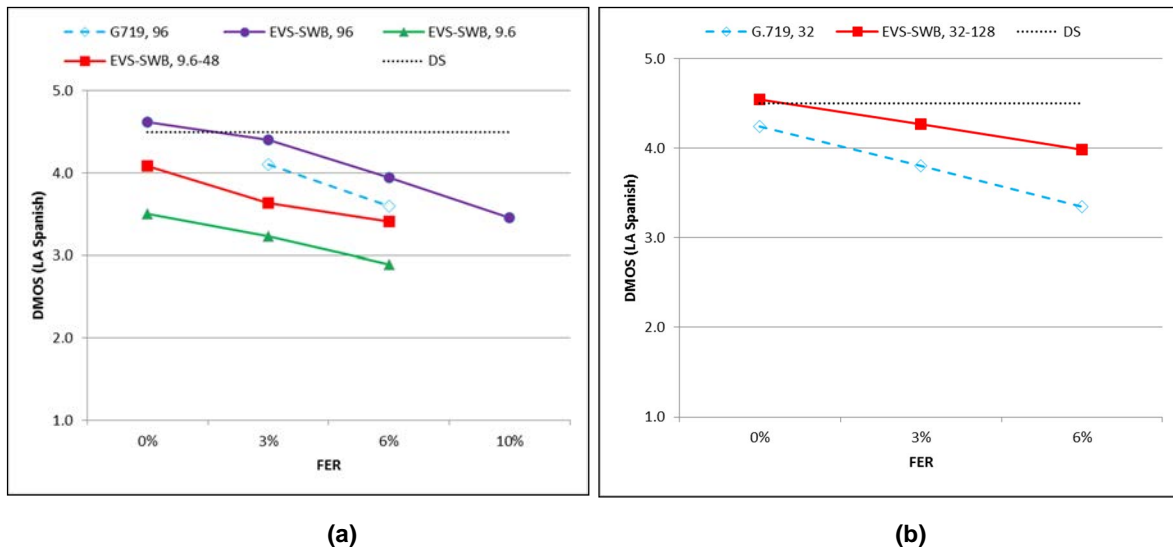 G719, 96 EVS-SWB, 96 EVS-SWB, 9.6
EVS-SWB, 9.6-48 DS
5.0
4.0
3.0
2.0
1.0
DMOS (LA Spanish)
0% 3% 6% 10%
FER
(a)
G.719, 32 EVS-SWB, 32-128 DS
5.0
4.0
3.0
2.0
1.0
DMOS (LA Spanish)
0% 3% 6%
FER
(b)